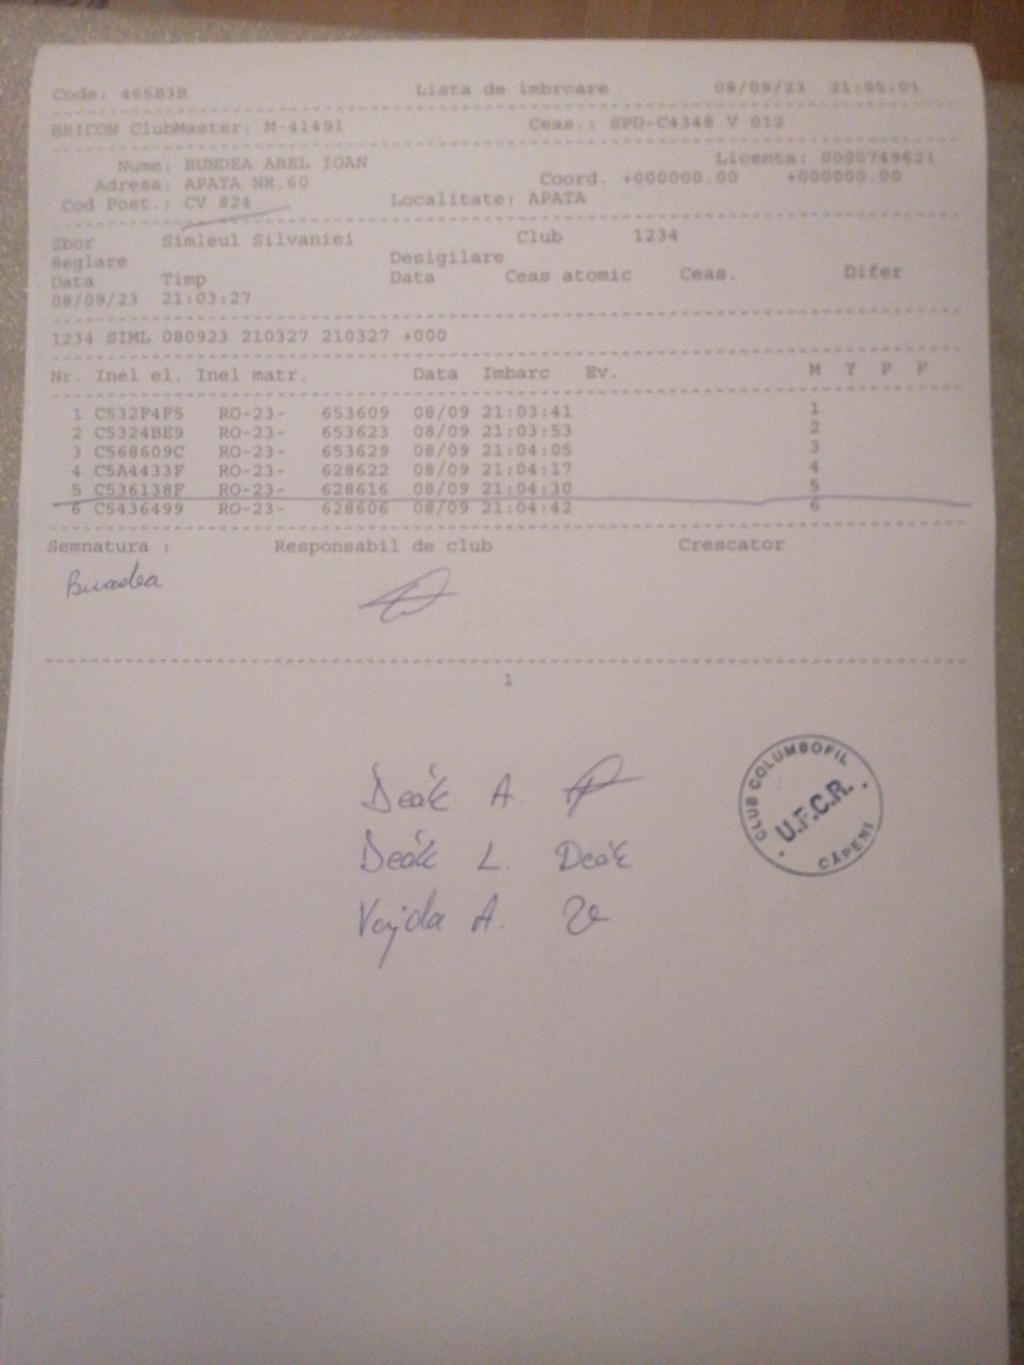 Code: 46583B Lista de imbrcare 08/09/23 21:05:01
BRICON ClubMaster: M-41491 Ceas.: SPD-C4348 V 012
Nume: BUNDEA ABEL IOAN Licenta: 0000749621
Adresa: APATA NR.60 Coord. +000000.00 +000000.00
Cod Post.: CV 824 Localitate: APATA
Zbor Simleul Silvaniei Club 1234
Reglare Desigilare
Data Timp Data Ceas atomic Ceas. Difer
08/09/23 21:03:27
1234 SIML 080923 210327 210327 +000
Nr. Inel el. Inel matr. Data Imbarc Ev. M Y P F
1 C532F4F5 RO-23- 653609 08/09 21:03:41 1
2 C5324BE9 RO-23- 653623 08/09 21:03:53 2
3 C568609C RO-23- 653629 08/09 21:04:05 3
4 C5A4433F RO-23- 628622 08/09 21:04:17 4
5 C536138F RO-23- 628616 08/09 21:04:30 5
6 C5436499 RO-23- 628606 08/09 21:04:42 6
Semnatura : Responsabil de club Crescator
Bundea
1
Deák A.
Deák L. Deák
Vajda A.
CLUB COLUMBOFIL
U.F.C.R.
CĂPENI